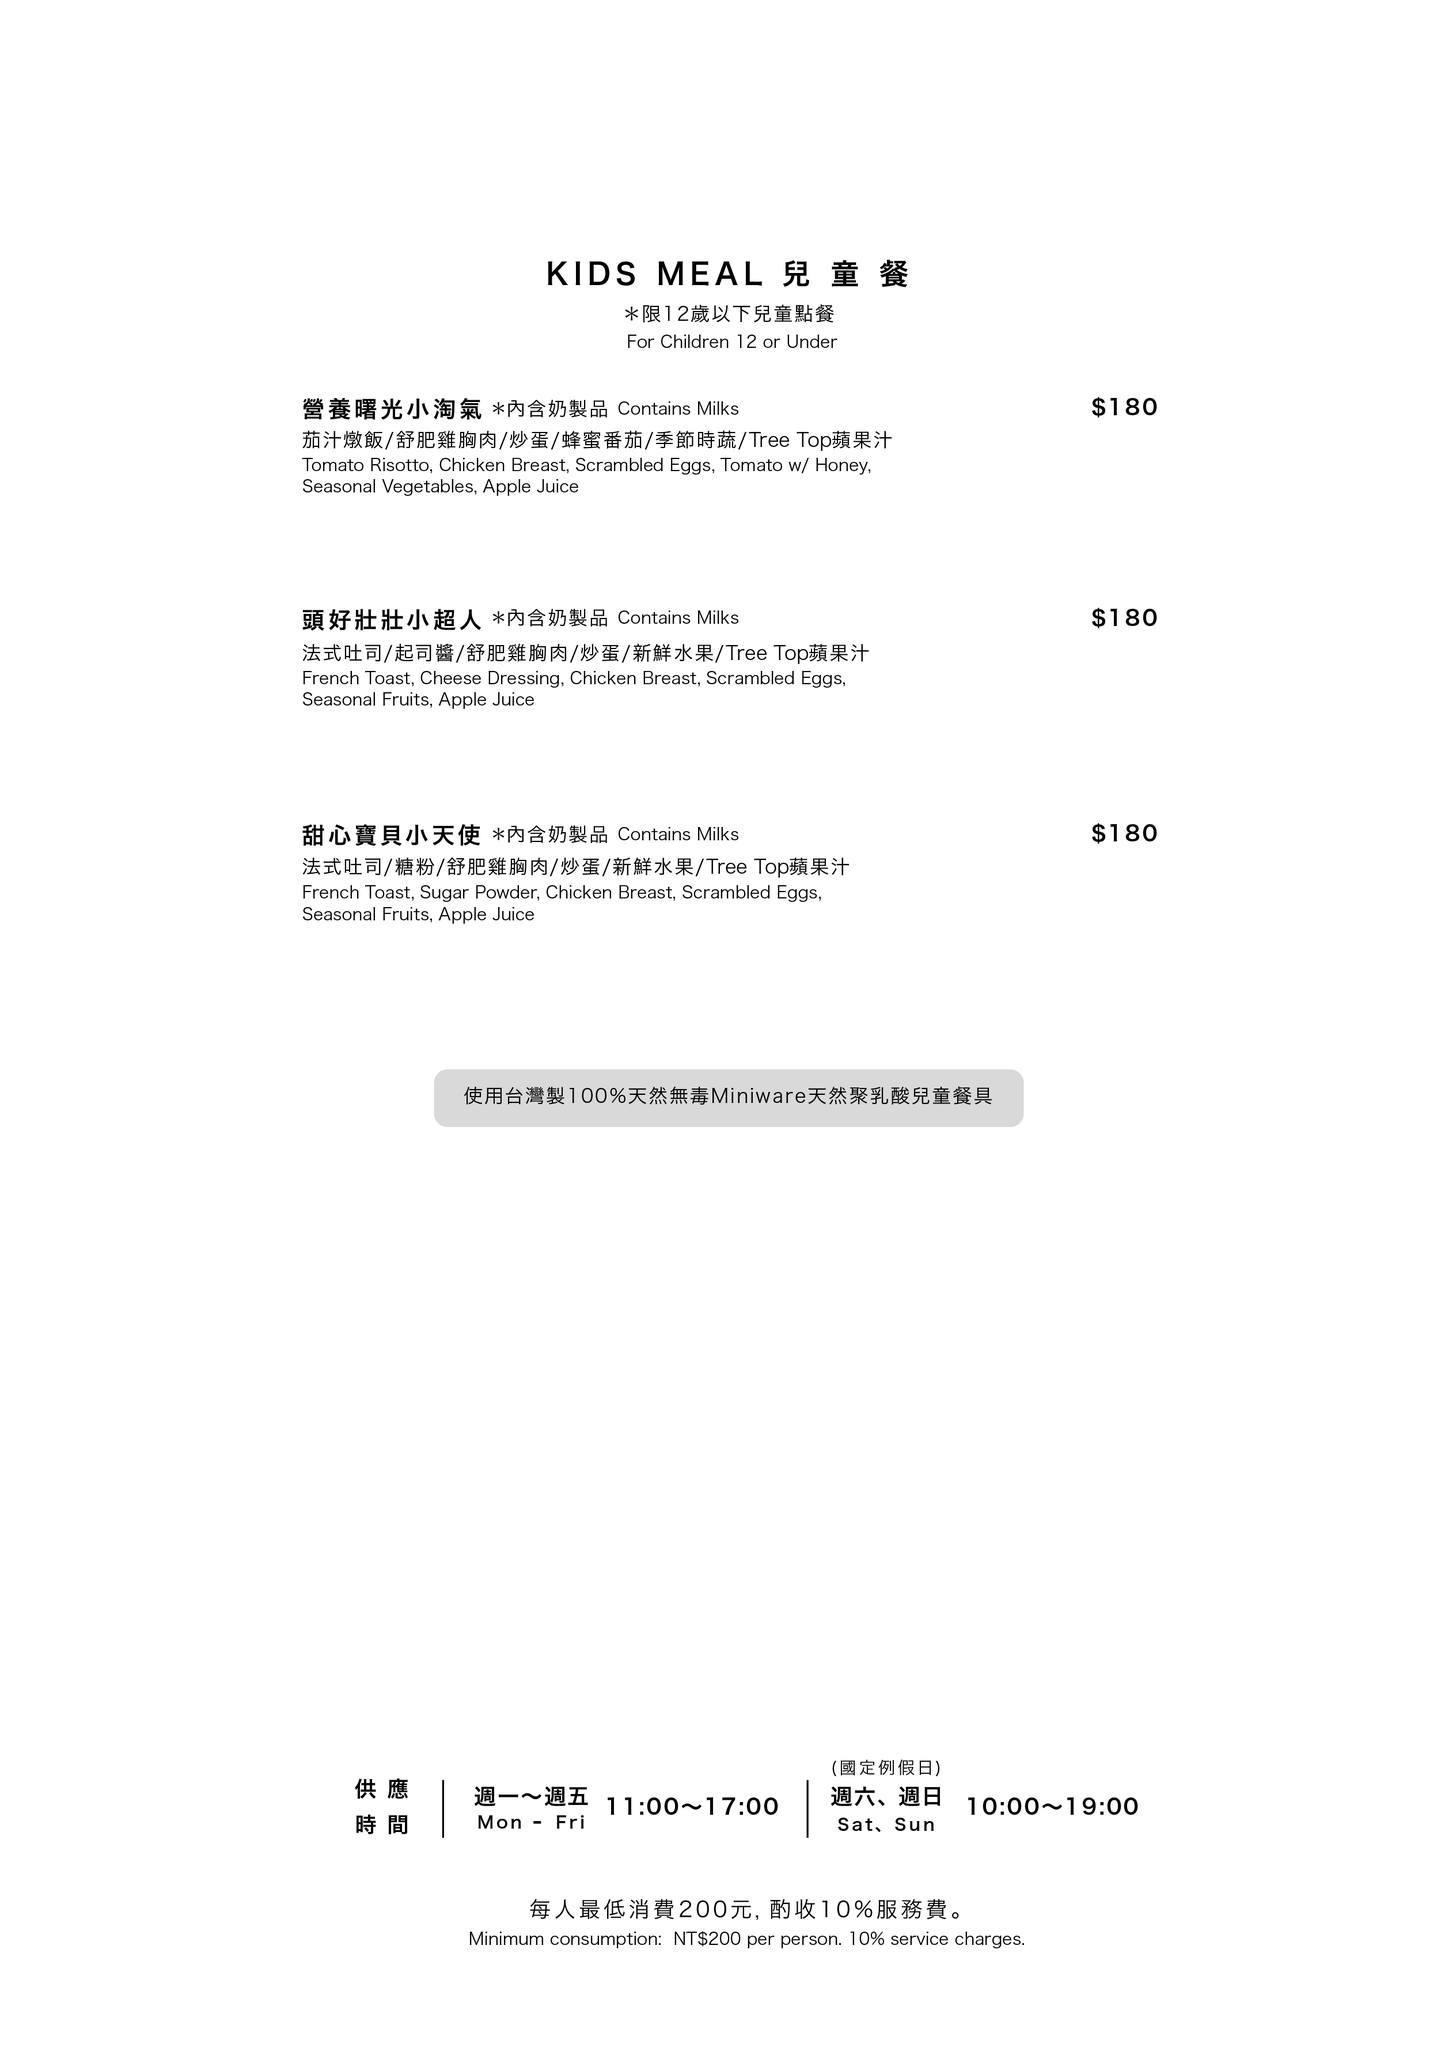 KIDS MEAL 兒童餐
＊限12歲以下兒童點餐
For Children 12 or Under
營養曙光小淘氣 ＊內含奶製品 Contains Milks $180
茄汁燉飯/舒肥雞胸肉/炒蛋/蜂蜜番茄/季節時蔬/Tree Top蘋果汁
Tomato Risotto, Chicken Breast, Scrambled Eggs, Tomato w/ Honey,
Seasonal Vegetables, Apple Juice
頭好壯壯小超人 ＊內含奶製品 Contains Milks $180
法式吐司/起司醬/舒肥雞胸肉/炒蛋/新鮮水果/Tree Top蘋果汁
French Toast, Cheese Dressing, Chicken Breast, Scrambled Eggs,
Seasonal Fruits, Apple Juice
甜心寶貝小天使 ＊內含奶製品 Contains Milks $180
法式吐司/糖粉/舒肥雞胸肉/炒蛋/新鮮水果/Tree Top蘋果汁
French Toast, Sugar Powder, Chicken Breast, Scrambled Eggs,
Seasonal Fruits, Apple Juice
使用台灣製100%天然無毒Miniware天然聚乳酸兒童餐具
供應
時間
週一～週五
Mon - Fri
11:00～17:00
(國定例假日)
週六、週日
Sat、Sun
10:00～19:00
每人最低消費200元, 酌收10%服務費。
Minimum consumption: NT$200 per person. 10% service charges.